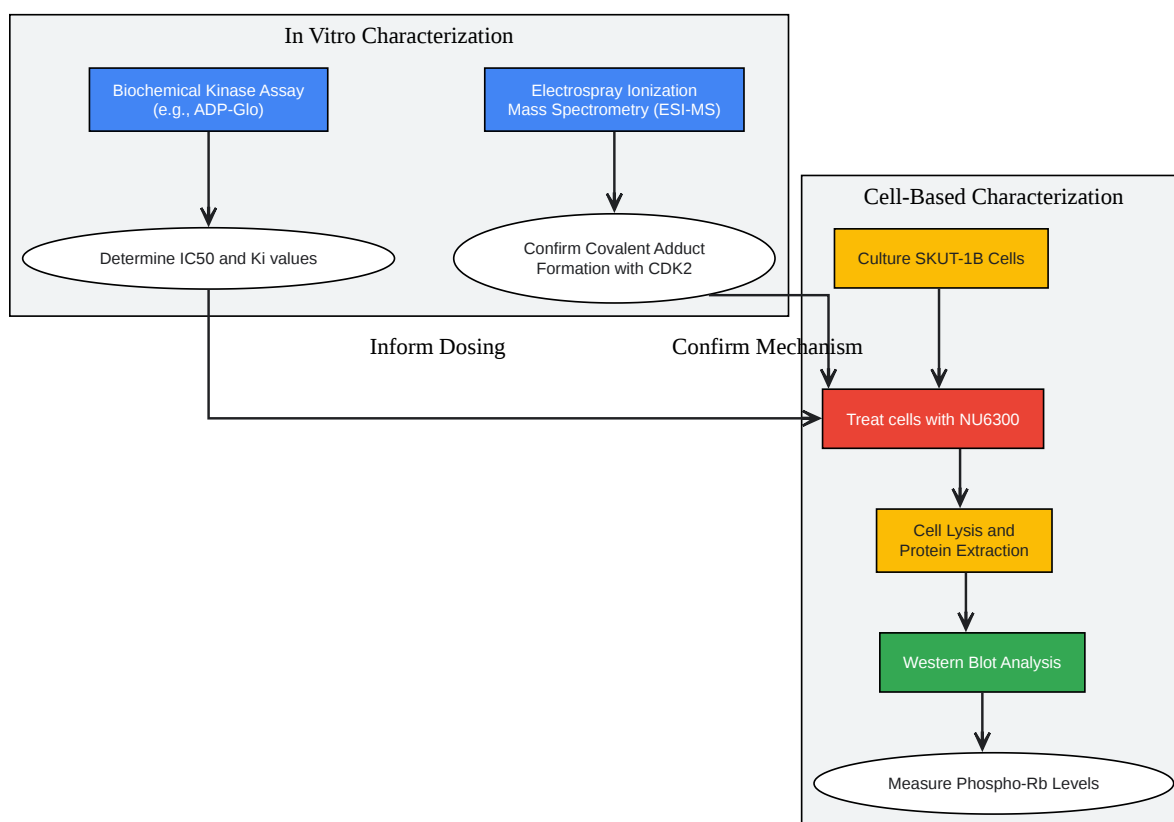 In Vitro Characterization
Biochemical Kinase Assay
(e.g., ADP-Glo)
Electrospray Ionization
Mass Spectrometry (ESI-MS)
Determine IC50 and Ki values
Confirm Covalent Adduct
Formation with CDK2
Inform Dosing
Confirm Mechanism
Cell-Based Characterization
Culture SKUT-1B Cells
Treat cells with NU6300
Cell Lysis and
Protein Extraction
Western Blot Analysis
Measure Phospho-Rb Levels